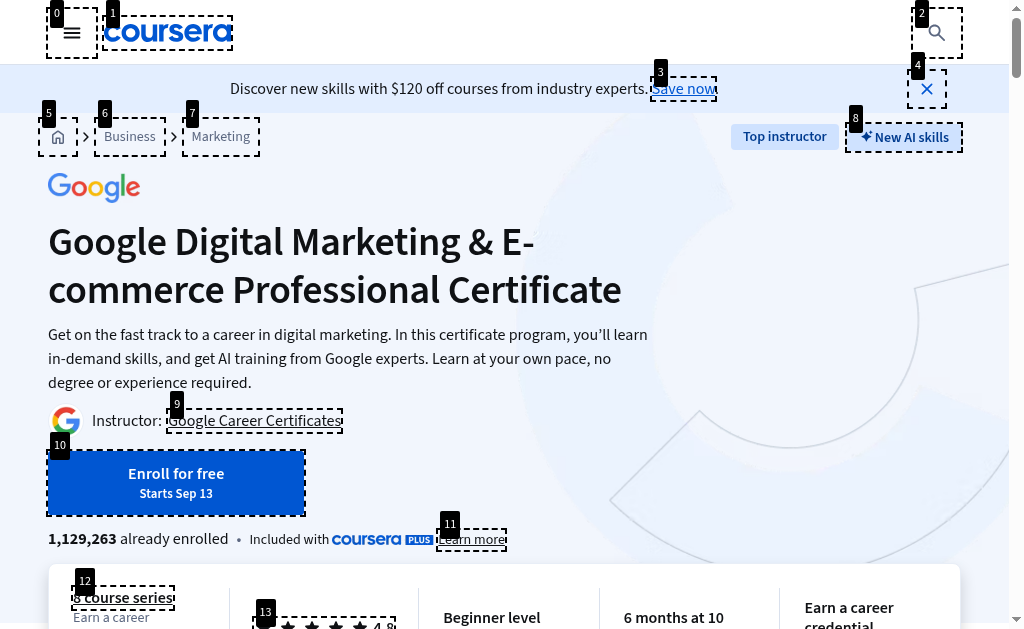 0
1
coursera
2
Discover new skills with $120 off courses from industry experts. Save now
3
4
5
6
Business
7
Marketing
Top instructor
8
New AI skills
Google
Google Digital Marketing & E-
commerce Professional Certificate
Get on the fast track to a career in digital marketing. In this certificate program, you'll learn
in-demand skills, and get AI training from Google experts. Learn at your own pace, no
degree or experience required.
9
Instructor: Google Career Certificates
10
Enroll for free
Starts Sep 13
11
1,129,263 already enrolled • Included with coursera PLUS Learn more
12
8 course series
Earn a career
13
4.8
Beginner level
6 months at 10
Earn a career
credential